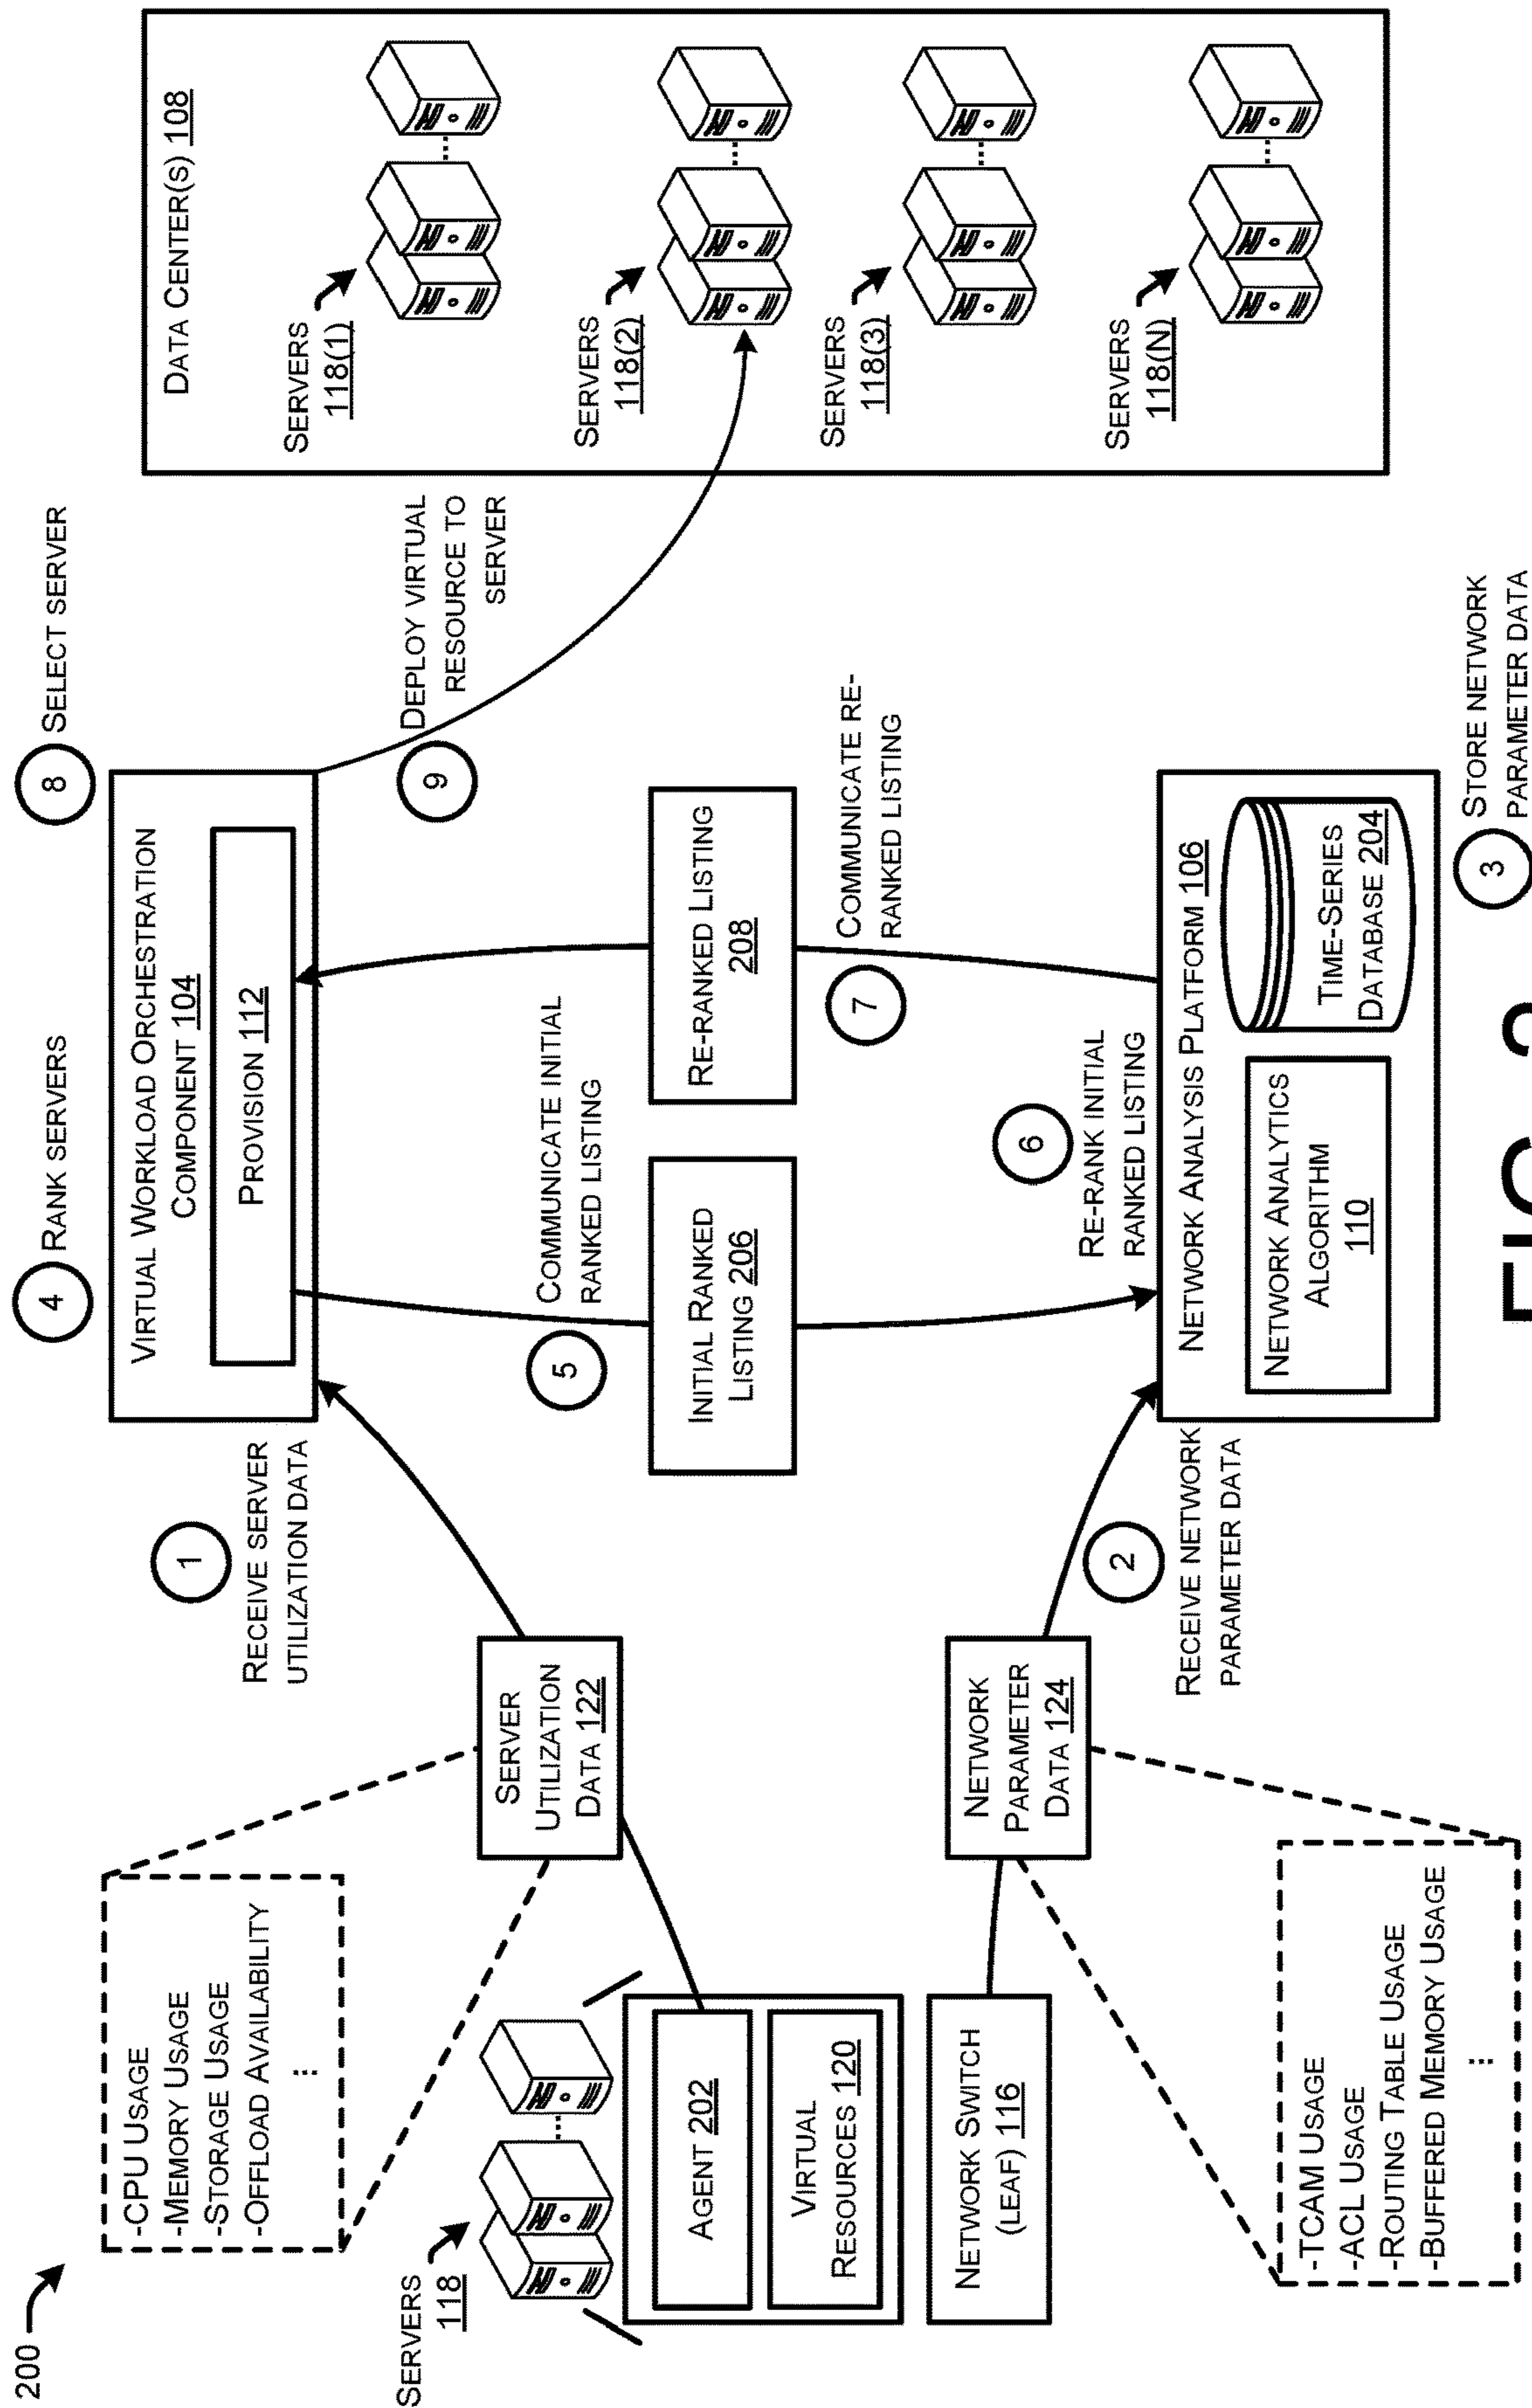 200
-CPU USAGE
-MEMORY USAGE
-STORAGE USAGE
-OFFLOAD AVAILABILITY
SERVERS
118
AGENT 202
VIRTUAL
RESOURCES 120
NETWORK SWITCH
(LEAF) 116
-TCAM USAGE
-ACL USAGE
-ROUTING TABLE USAGE
-BUFFERED MEMORY USAGE
SERVER
UTILIZATION
DATA 122
NETWORK
PARAMETER
DATA 124
1
RECEIVE SERVER
UTILIZATION DATA
2
RECEIVE NETWORK
PARAMETER DATA
4
RANK SERVERS
VIRTUAL WORKLOAD ORCHESTRATION
COMPONENT 104
PROVISION 112
5
COMMUNICATE INITIAL
RANKED LISTING
INITIAL RANKED
LISTING 206
RE-RANKED LISTING
208
6
RE-RANK INITIAL
RANKED LISTING
7
COMMUNICATE RE-
RANKED LISTING
NETWORK ANALYSIS PLATFORM 106
NETWORK ANALYTICS
ALGORITHM
110
TIME-SERIES
DATABASE 204
3
STORE NETWORK
PARAMETER DATA
8
SELECT SERVER
9
DEPLOY VIRTUAL
RESOURCE TO
SERVER
DATA CENTER(S) 108
SERVERS
118(1)
SERVERS
118(2)
SERVERS
118(3)
SERVERS
118(N)